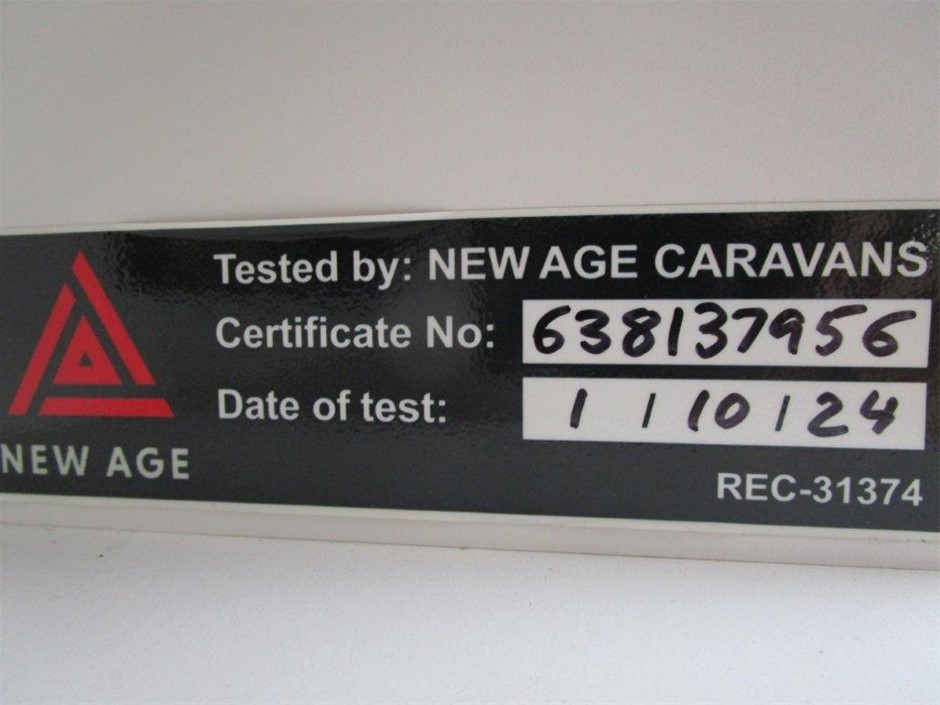 Tested by: NEW AGE CARAVANS
Certificate No: 638137956
Date of test: 1 / 10 / 24
NEW AGE
REC-31374